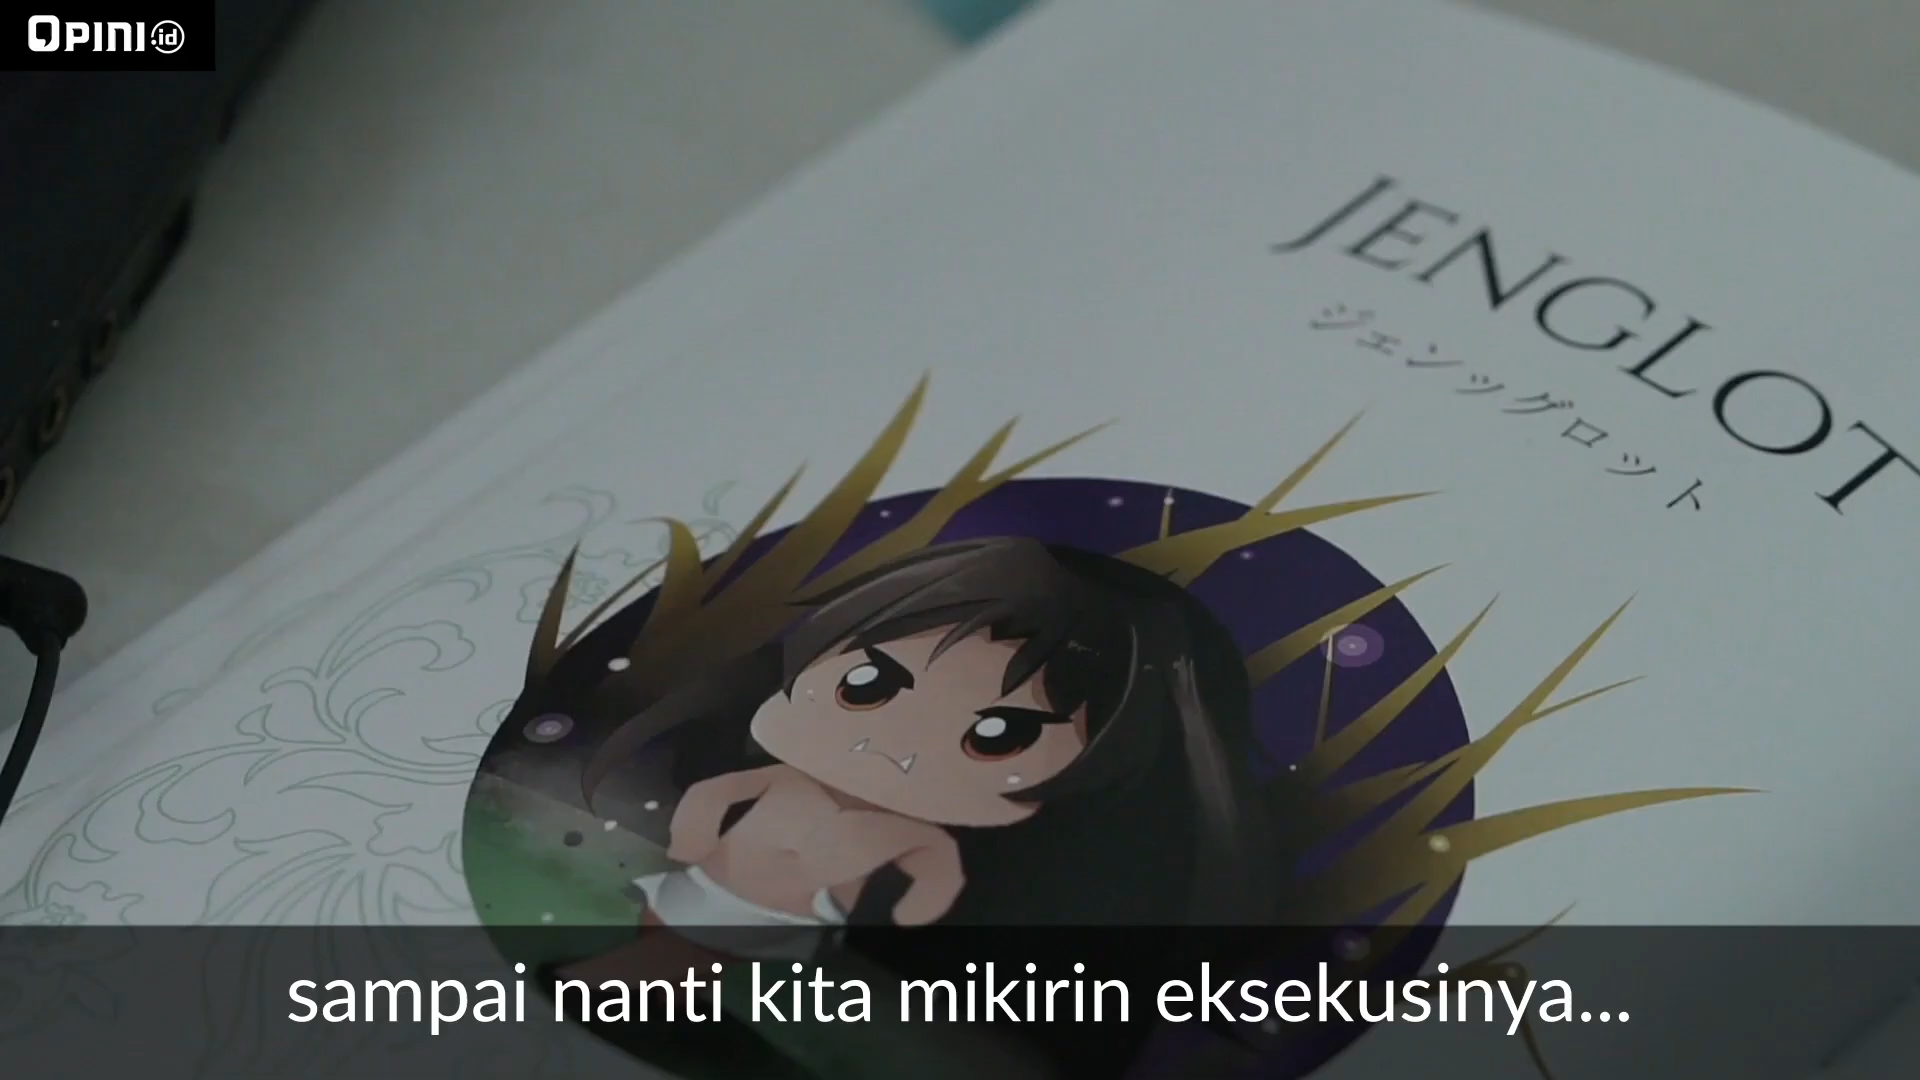 OPINI.id
JENGLOT
ジェンッグロット
sampai nanti kita mikirin eksekusinya...